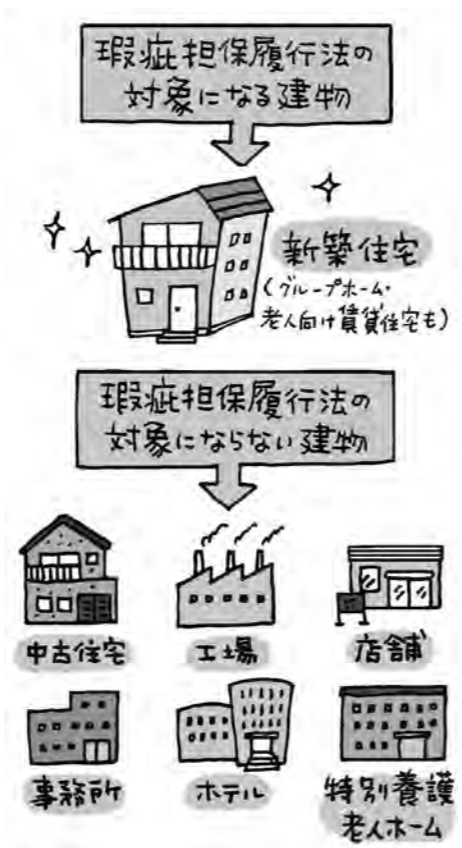 瑕疵担保履行法の
対象になる建物
新築住宅
(グループホーム・
老人向け賃貸住宅も)
瑕疵担保履行法の
対象にならない建物
中古住宅
工場
店舗
事務所
ホテル
特別養護
老人ホーム